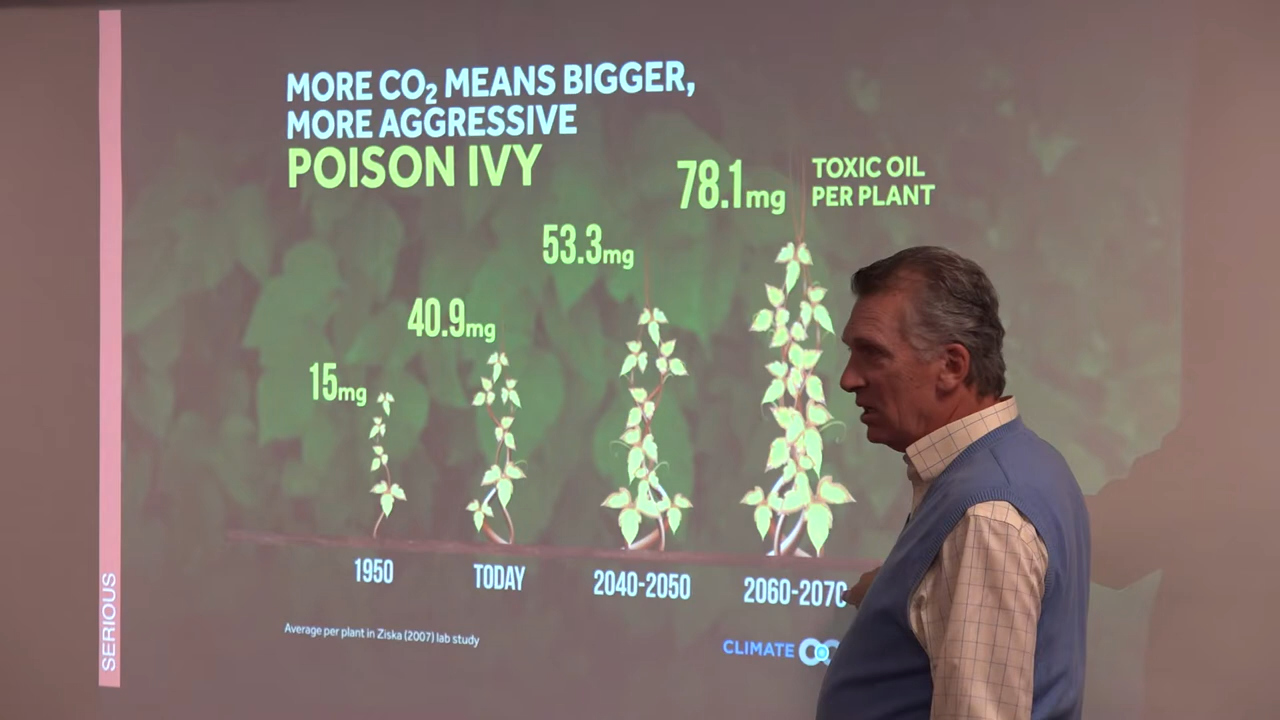 MORE CO₂ MEANS BIGGER,
MORE AGGRESSIVE
POISON IVY
78.1mg
TOXIC OIL
PER PLANT
53.3mg
40.9mg
15mg
1950
TODAY
2040-2050
2060-2070
Average per plant in Ziska (2007) lab study
CLIMATE
SERIOUS